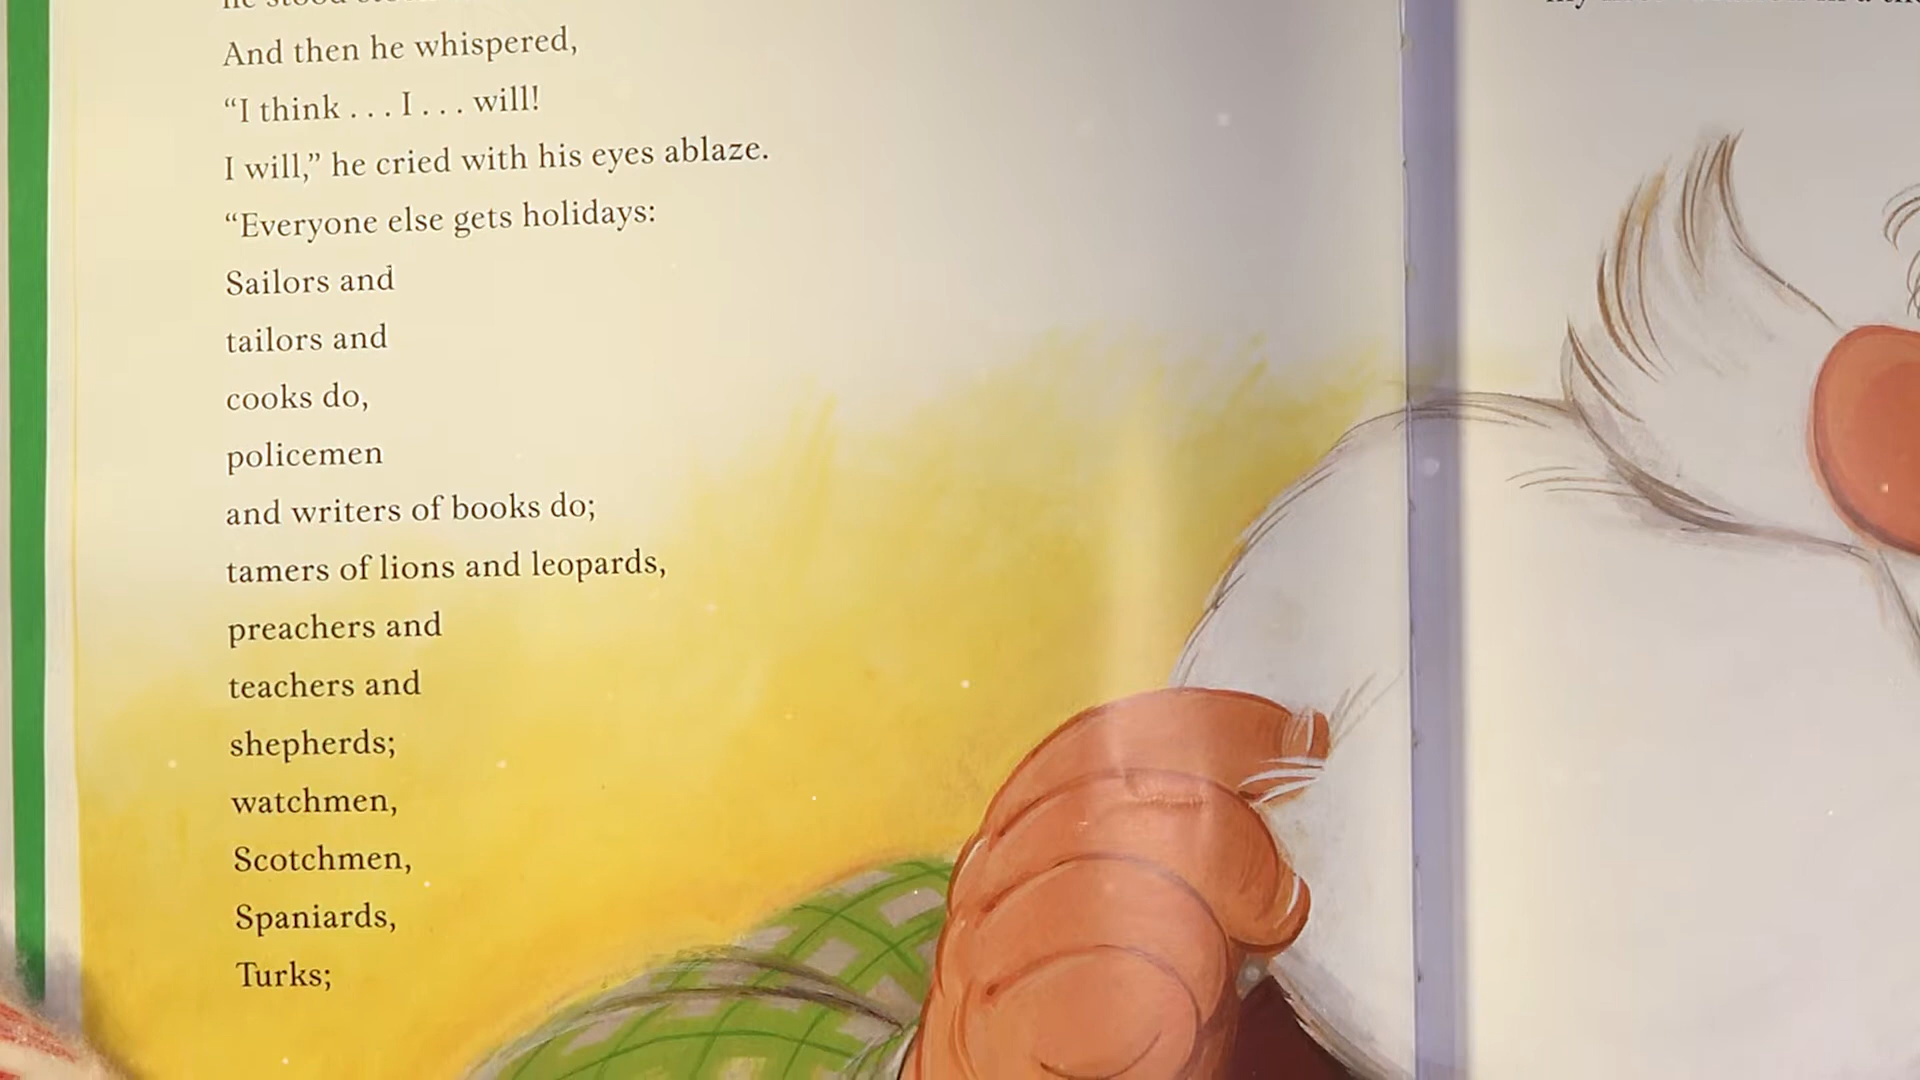 he stood
And then he whispered,
“I think . . . I . . . will!
I will,” he cried with his eyes ablaze.
“Everyone else gets holidays:
Sailors and
tailors and
cooks do,
policemen
and writers of books do;
tamers of lions and leopards,
preachers and
teachers and
shepherds;
watchmen,
Scotchmen,
Spaniards,
Turks;